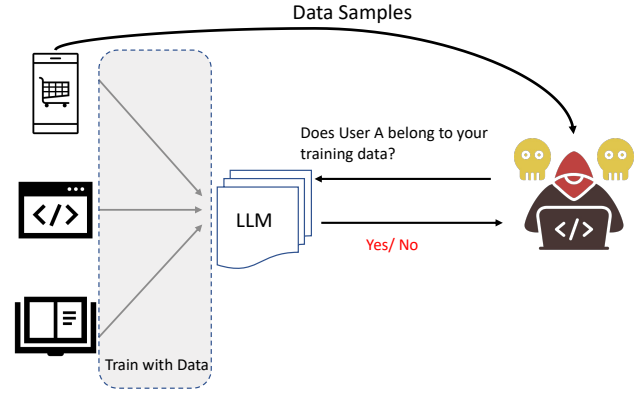 Data Samples
Does User A belong to your
training data?
</>
LLM
</>
Yes/ No
Train with Data